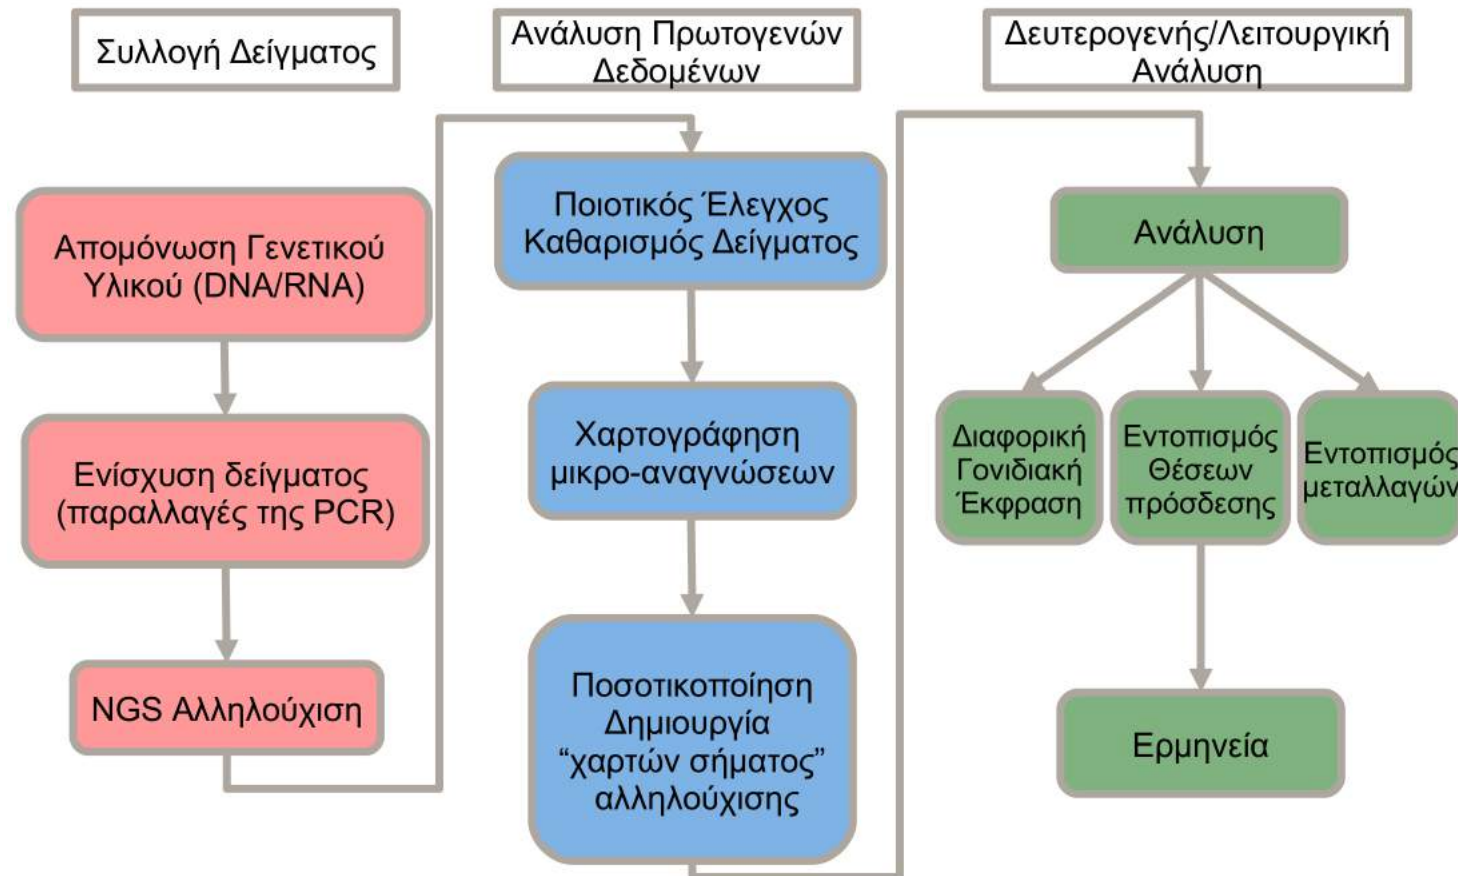 Συλλογή Δείγματος
Ανάλυση Πρωτογενών
Δεδομένων
Δευτερογενής/Λειτουργική
Ανάλυση
Απομόνωση Γενετικού
Υλικού (DNA/RNA)
Ενίσχυση δείγματος
(παραλλαγές της PCR)
NGS Αλληλούχιση
Ποιοτικός Έλεγχος
Καθαρισμός Δείγματος
Χαρτογράφηση
μικρο-αναγνώσεων
Ποσοτικοποίηση
Δημιουργία
“χαρτών σήματος”
αλληλούχισης
Ανάλυση
Διαφορική
Γονιδιακή
Έκφραση
Εντοπισμός
Θέσεων
πρόσδεσης
Εντοπισμός
μεταλλαγών
Ερμηνεία